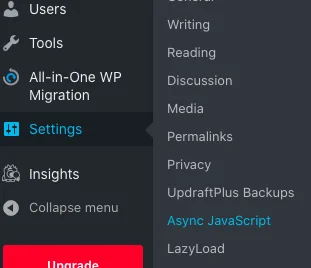 Users
Tools
All-in-One WP
Migration
Settings
Insights
Collapse menu
Upgrade
General
Writing
Reading
Discussion
Media
Permalinks
Privacy
UpdraftPlus Backups
Async JavaScript
LazyLoad